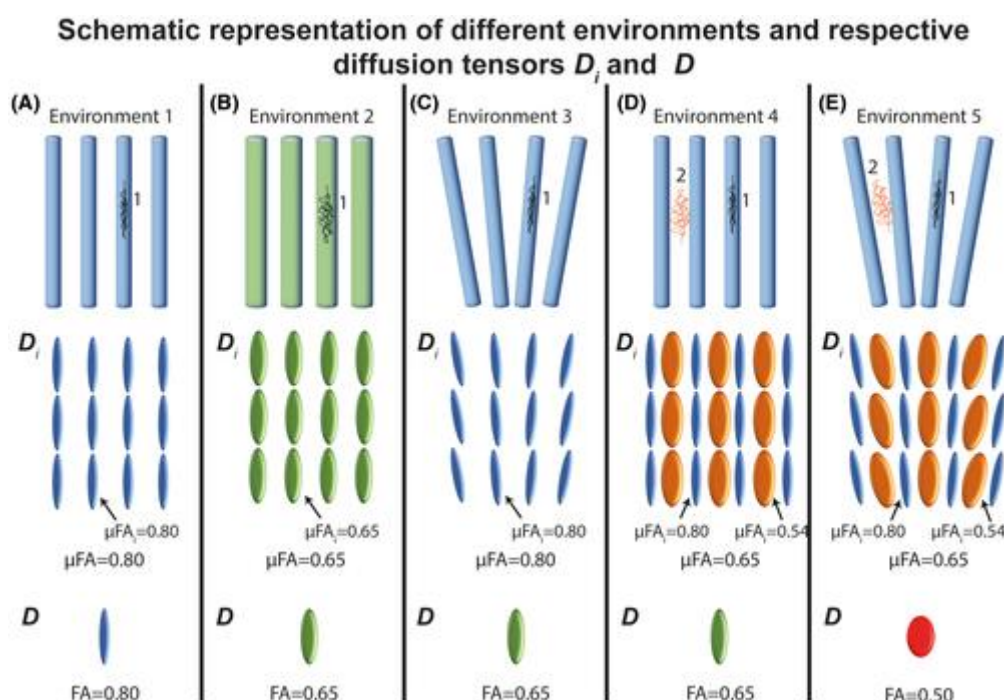 Schematic representation of different environments and respective
diffusion tensors Di and D
(A) Environment 1
1
Di
μFAi=0.80
μFA=0.80
D
FA=0.80
(B) Environment 2
1
Di
μFAi=0.65
μFA=0.65
D
FA=0.65
(C) Environment 3
1
Di
μFAi=0.80
μFA=0.80
D
FA=0.65
(D) Environment 4
2
1
Di
μFAi=0.80 μFAi=0.54
μFA=0.65
D
FA=0.65
(E) Environment 5
2
1
Di
μFAi=0.80 μFAi=0.54
μFA=0.65
D
FA=0.50